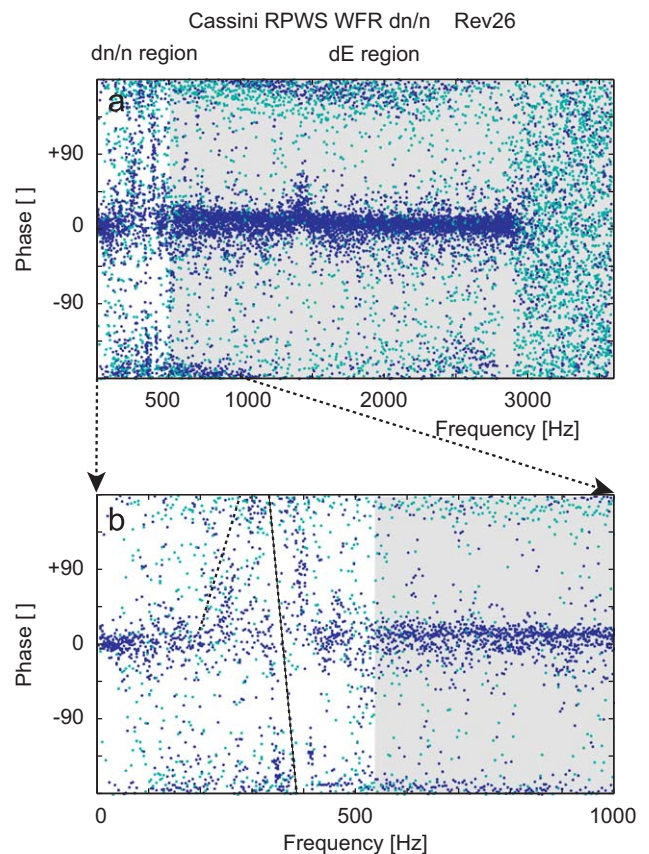 Cassini RPWS WFR dn/n Rev26
dn/n region dE region
a
+90
0
-90
Phase [ ]
500 1000 2000 3000
Frequency [Hz]
b
+90
0
-90
Phase [ ]
0 500 1000
Frequency [Hz]